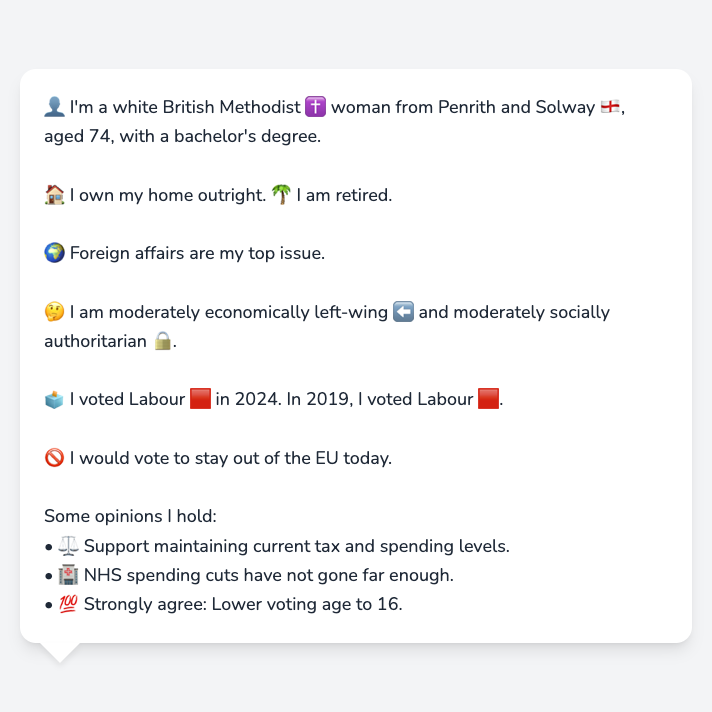 👤 I'm a white British Methodist ✝️ woman from Penrith and Solway 🏴󠁧󠁢󠁥󠁮󠁧󠁿,
aged 74, with a bachelor's degree.
🏠 I own my home outright. 🌴 I am retired.
🌍 Foreign affairs are my top issue.
🤔 I am moderately economically left-wing ⬅️ and moderately socially
authoritarian 🔒.
🗳️ I voted Labour 🟥 in 2024. In 2019, I voted Labour 🟥.
🚫 I would vote to stay out of the EU today.
Some opinions I hold:
• ⚖️ Support maintaining current tax and spending levels.
• 🏥 NHS spending cuts have not gone far enough.
• 💯 Strongly agree: Lower voting age to 16.